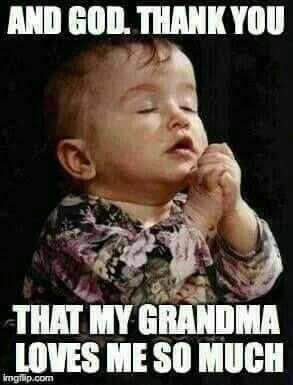 AND GOD. THANK YOU
THAT MY GRANDMA
LOVES ME SO MUCH
imgflip.com